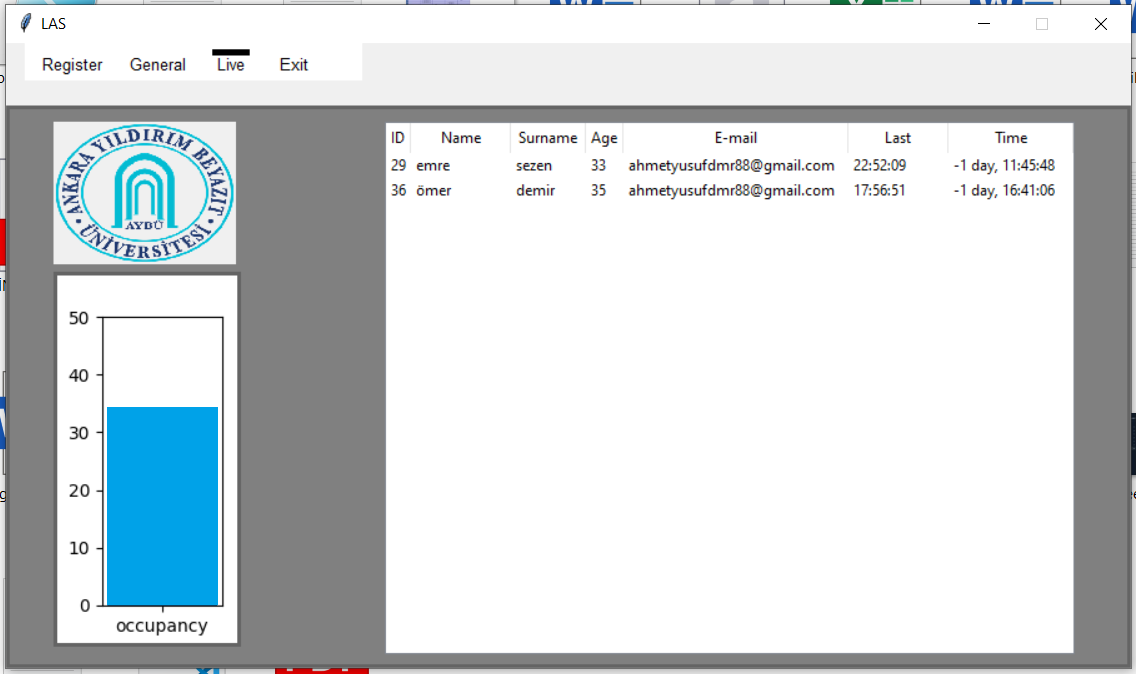 LAS
Register General Live Exit
ANKARA YILDIRIM BEYAZIT
ÜNİVERSİTESİ
AYBÜ
ID Name Surname Age E-mail Last Time
29 emre sezen 33 ahmetyusufdmr88@gmail.com 22:52:09 -1 day, 11:45:48
36 ömer demir 35 ahmetyusufdmr88@gmail.com 17:56:51 -1 day, 16:41:06
50
40
30
20
10
0
occupancy